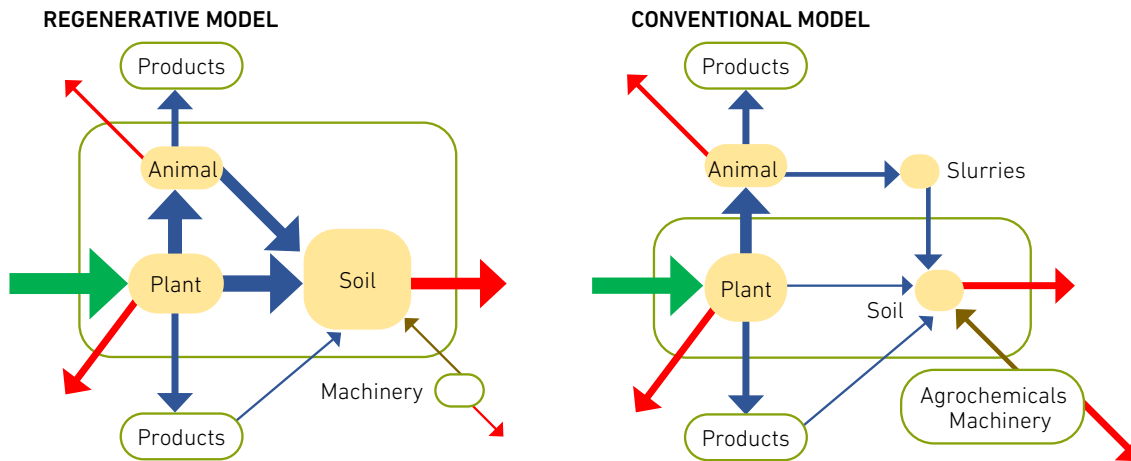 REGENERATIVE MODEL
Products
Animal
Plant
Soil
Machinery
Products
CONVENTIONAL MODEL
Products
Animal
Slurries
Plant
Soil
Agrochemicals
Machinery
Products